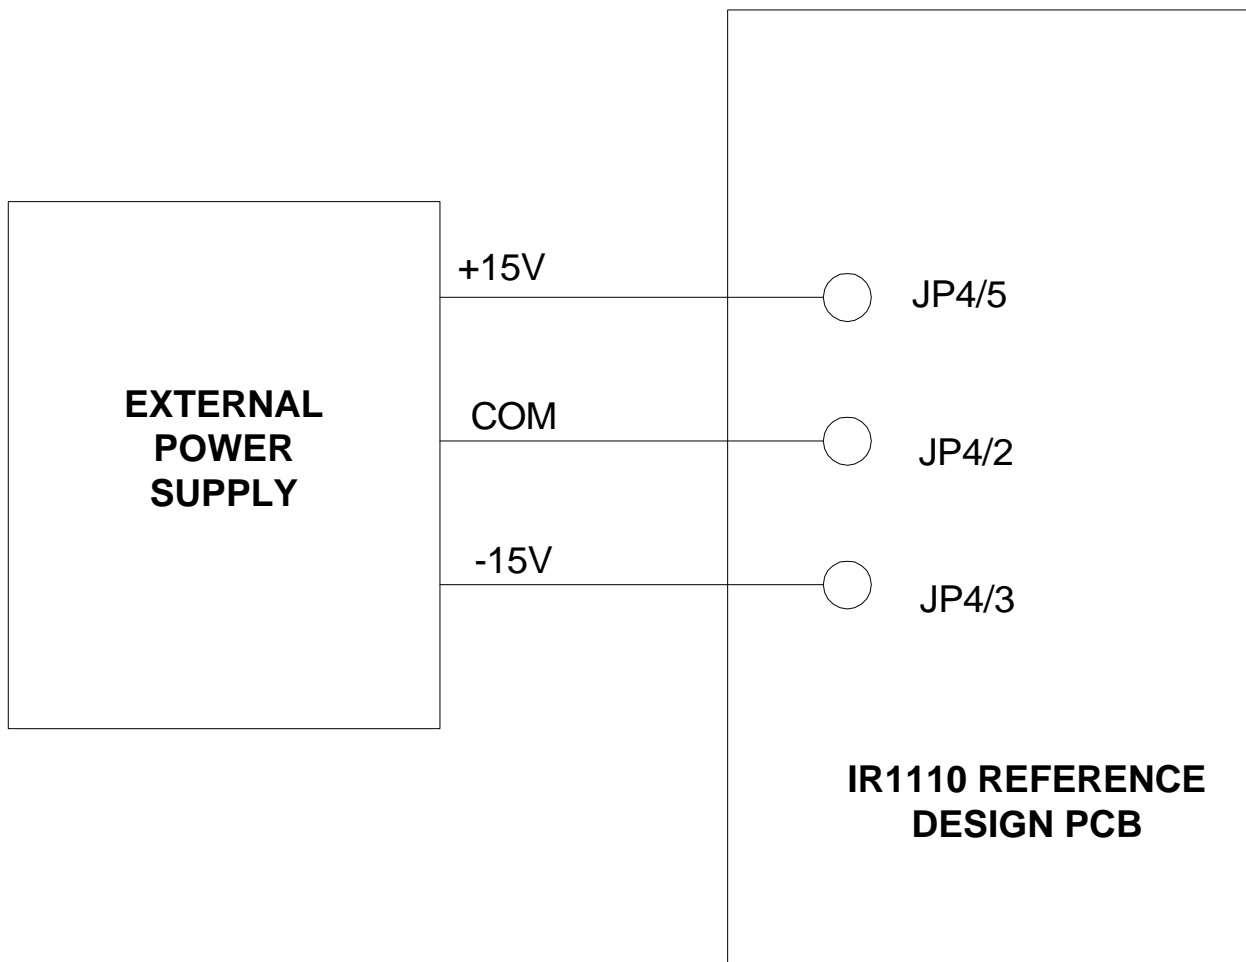 +15V
JP4/5
EXTERNAL
POWER
SUPPLY
COM
JP4/2
-15V
JP4/3
IR1110 REFERENCE
DESIGN PCB